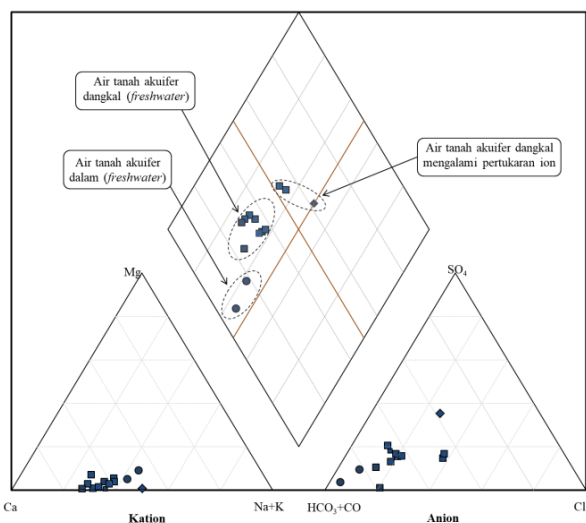 Air tanah akuifer
dangkal (freshwater)
Air tanah akuifer
dalam (freshwater)
Air tanah akuifer dangkal
mengalami pertukaran ion
Mg
SO₄
Ca
Na+K
HCO₃+CO
Cl
Kation
Anion